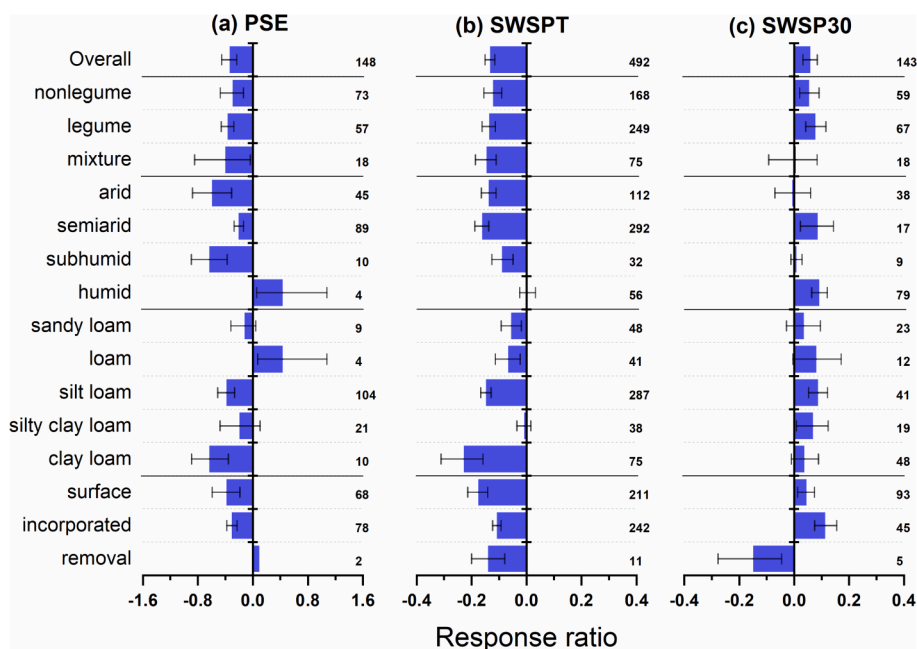 (a) PSE (b) SWSPT (c) SWSP30
Overall 148 492 143
nonlegume 73 168 59
legume 57 249 67
mixture 18 75 18
arid 45 112 38
semiarid 89 292 17
subhumid 10 32 9
humid 4 56 79
sandy loam 9 48 23
loam 4 41 12
silt loam 104 287 41
silty clay loam 21 38 19
clay loam 10 75 48
surface 68 211 93
incorporated 78 242 45
removal 2 11 5
-1.6 -0.8 0.0 0.8 1.6 -0.4 -0.2 0.0 0.2 0.4 -0.4 -0.2 0.0 0.2 0.4
Response ratio